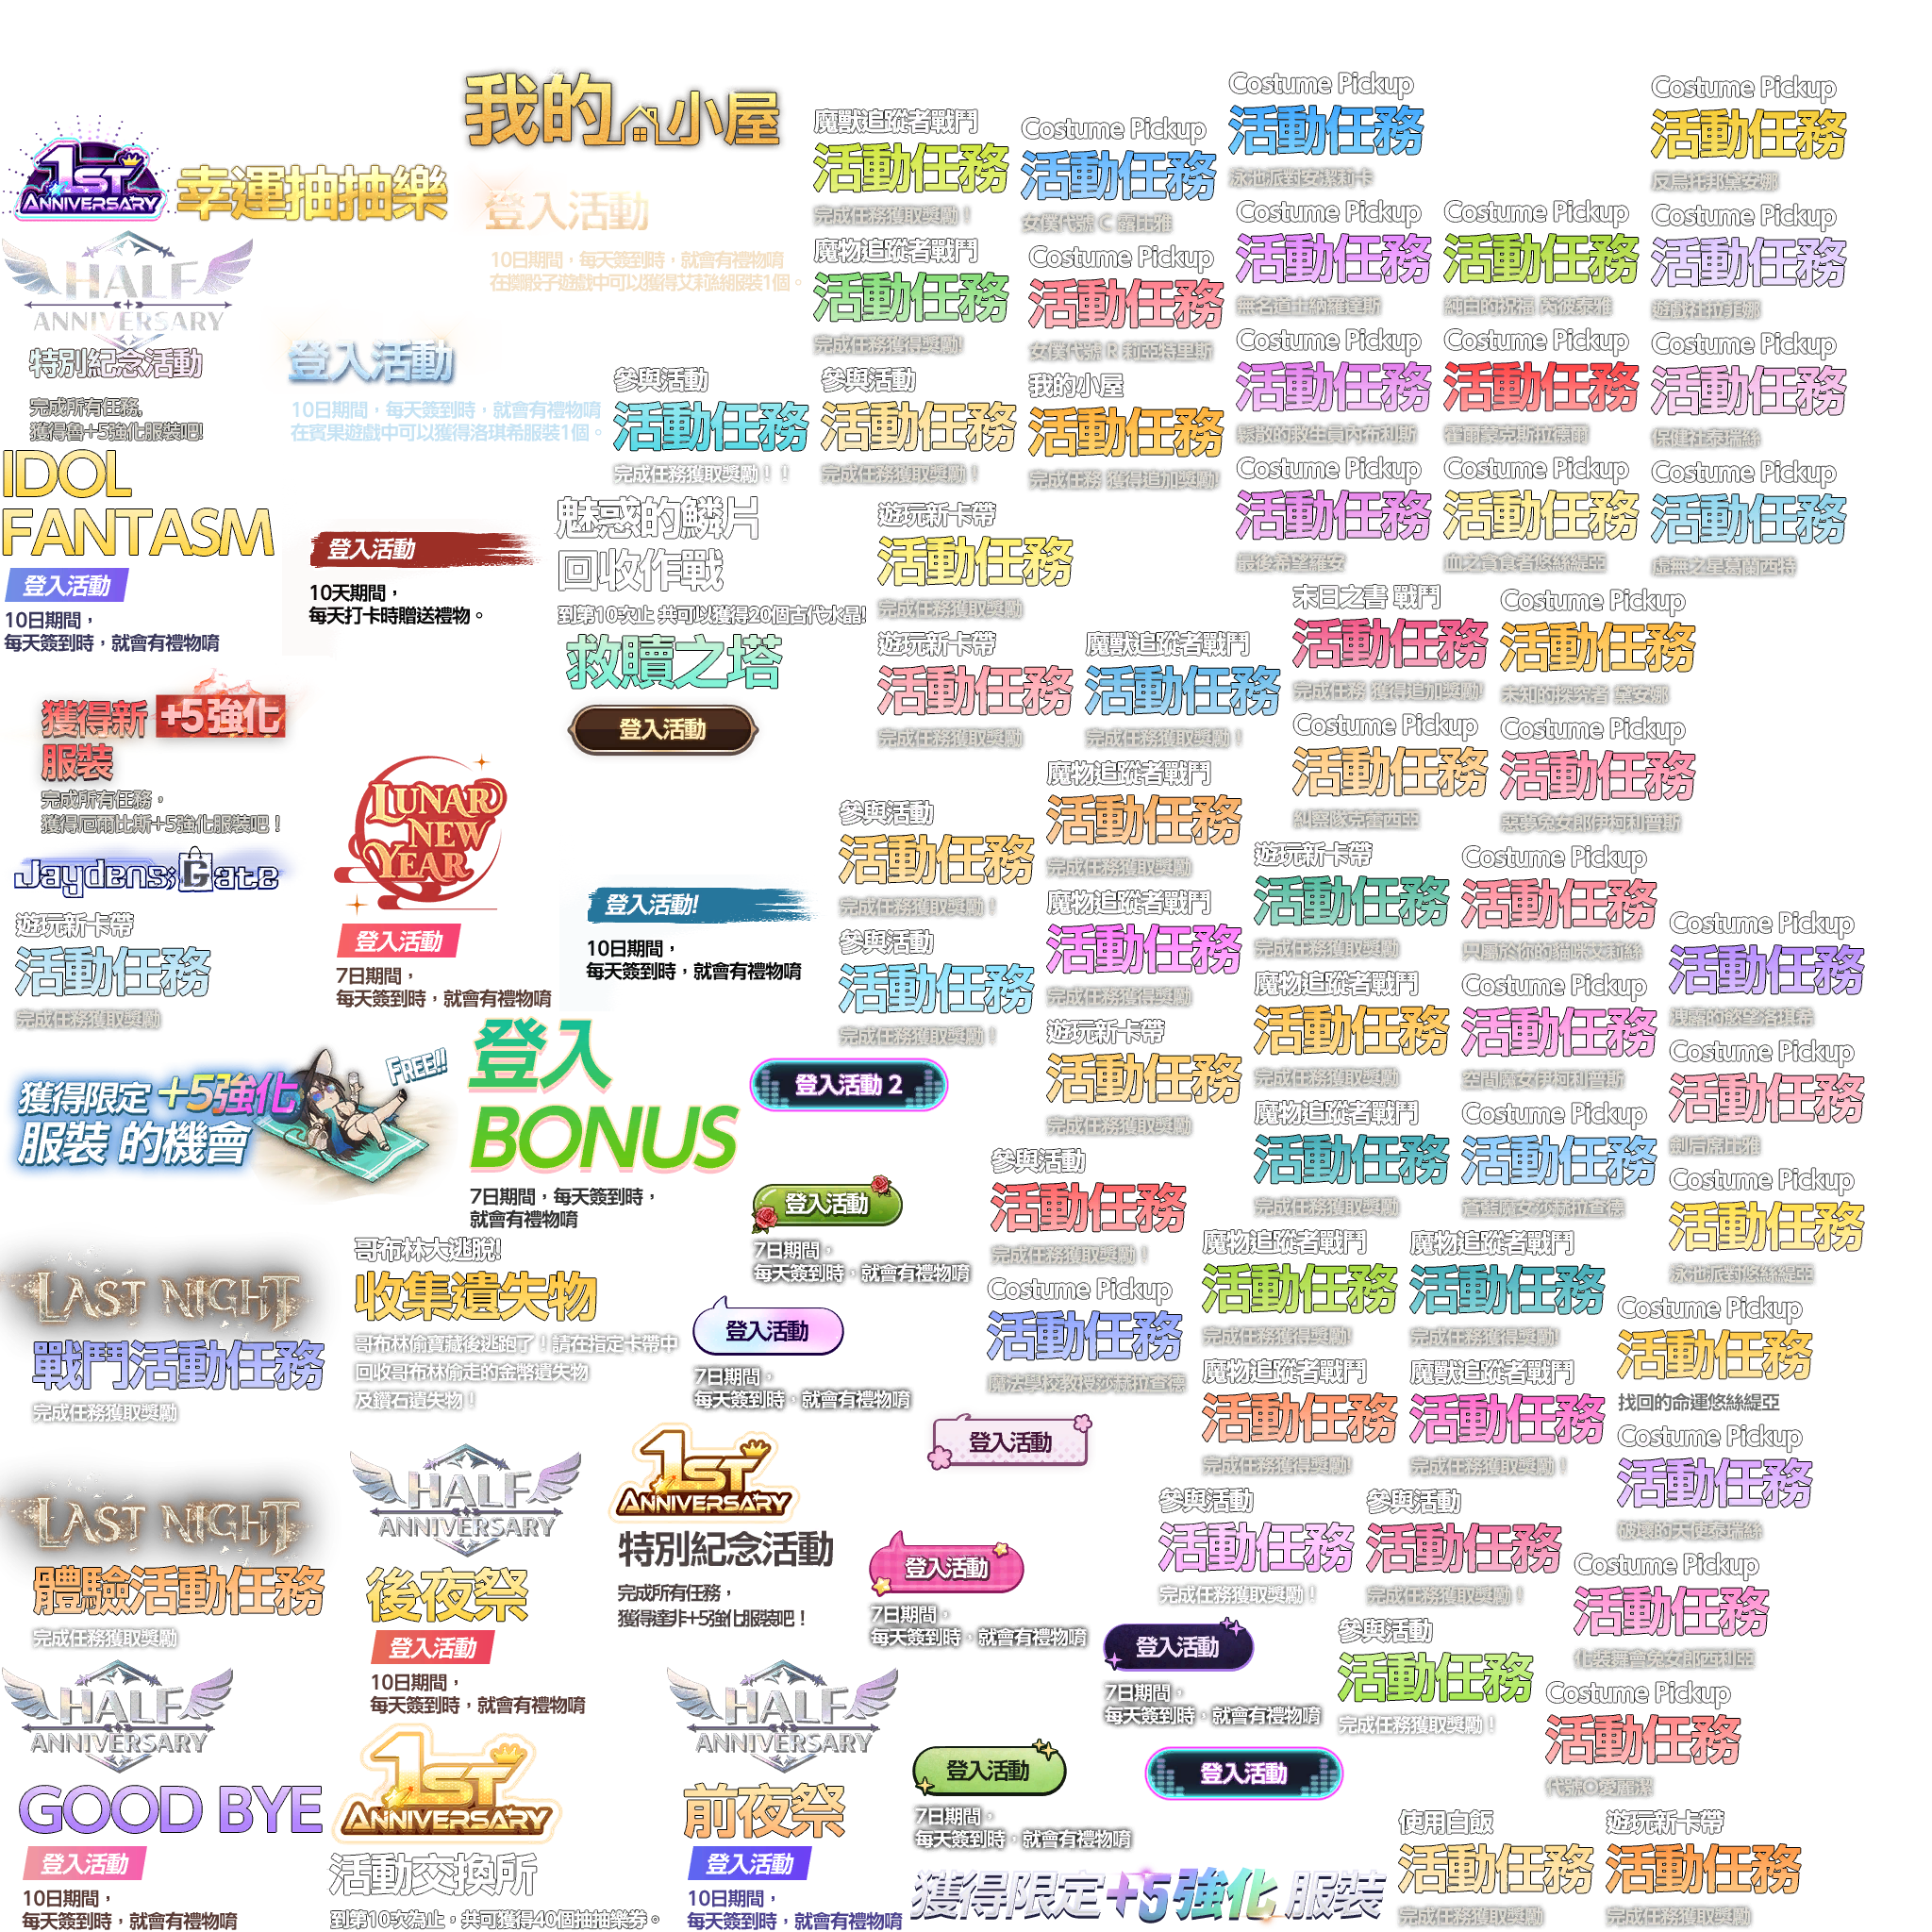 我的小屋
1ST
ANNIVERSARY
幸運抽抽樂
登入活動
10日期間，每天簽到時，就會有禮物唷
在擲骰子遊戲中可以獲得艾莉絲服裝1個。
HALF
ANNIVERSARY
特別紀念活動
完成所有任務,
獲得魯+5強化服裝吧!
登入活動
10日期間，每天簽到時，就會有禮物唷
在賓果遊戲中可以獲得洛琪希服裝1個。
魔獸追蹤者戰鬥
活動任務
完成任務獲取獎勵！
魔物追蹤者戰鬥
活動任務
完成任務獲得獎勵!
Costume Pickup
活動任務
女僕代號 C 露比雅
Costume Pickup
活動任務
女僕代號 R 莉亞特里斯
我的小屋
活動任務
完成任務 獲得追加獎勵!
參與活動
活動任務
完成任務獲取獎勵！！
參與活動
活動任務
完成任務獲取獎勵！
Costume Pickup
活動任務
泳池派對安潔莉卡
Costume Pickup
活動任務
無名道士納羅達斯
Costume Pickup
活動任務
鬆散的救生員內布利斯
Costume Pickup
活動任務
最後希望羅安
Costume Pickup
活動任務
純白的祝福 芮彼泰雅
Costume Pickup
活動任務
霍爾蒙克斯拉德爾
Costume Pickup
活動任務
血之貪食者悠絲緹亞
Costume Pickup
活動任務
反烏托邦黛安娜
Costume Pickup
活動任務
遊戲社拉菲娜
Costume Pickup
活動任務
保健社泰瑞絲
Costume Pickup
活動任務
虛無之星葛蘭西特
IDOL
FANTASM
登入活動
10日期間，
每天簽到時，就會有禮物唷
登入活動
10天期間，
每天打卡時贈送禮物。
魅惑的鱗片
回收作戰
到第10次止 共可以獲得20個古代水晶!
救贖之塔
登入活動
遊玩新卡帶
活動任務
完成任務獲取獎勵
遊玩新卡帶
活動任務
完成任務獲取獎勵
魔獸追蹤者戰鬥
活動任務
完成任務獲取獎勵！
末日之書 戰鬥
活動任務
完成任務 獲得追加獎勵!
Costume Pickup
活動任務
糾察隊克蕾西亞
Costume Pickup
活動任務
未知的探究者 黛安娜
Costume Pickup
活動任務
惡夢兔女郎伊柯利普斯
獲得新 +5強化
服裝
完成所有任務，
獲得厄爾比斯+5強化服裝吧！
Jaydens;Gate
遊玩新卡帶
活動任務
完成任務獲取獎勵
LUNAR
NEW
YEAR
登入活動
7日期間，
每天簽到時，就會有禮物唷
登入活動!
10日期間，
每天簽到時，就會有禮物唷
參與活動
活動任務
完成任務獲取獎勵！
參與活動
活動任務
完成任務獲取獎勵！
魔物追蹤者戰鬥
活動任務
完成任務獲取獎勵
魔物追蹤者戰鬥
活動任務
完成任務獲得獎勵
遊玩新卡帶
活動任務
完成任務獲取獎勵
遊玩新卡帶
活動任務
完成任務獲取獎勵
魔物追蹤者戰鬥
活動任務
完成任務獲取獎勵
魔物追蹤者戰鬥
活動任務
完成任務獲取獎勵
Costume Pickup
活動任務
只屬於你的貓咪艾莉絲
Costume Pickup
活動任務
空間魔女伊柯利普斯
Costume Pickup
活動任務
蒼藍魔女莎赫拉查德
Costume Pickup
活動任務
洩露的慾望洛琪希
Costume Pickup
活動任務
劍后席比雅
Costume Pickup
活動任務
泳池派對悠絲緹亞
獲得限定 +5強化
服裝 的機會
FREE!!
登入
BONUS
7日期間，每天簽到時，
就會有禮物唷
登入活動 2
登入活動
7日期間，
每天簽到時，就會有禮物唷
登入活動
7日期間，
每天簽到時，就會有禮物唷
參與活動
活動任務
完成任務獲取獎勵！
Costume Pickup
活動任務
魔法學校教授莎赫拉查德
魔物追蹤者戰鬥
活動任務
完成任務獲取獎勵!
魔物追蹤者戰鬥
活動任務
完成任務獲得獎勵!
魔物追蹤者戰鬥
活動任務
完成任務獲得獎勵!
魔獸追蹤者戰鬥
活動任務
完成任務獲取獎勵！
Costume Pickup
活動任務
找回的命運悠絲緹亞
Costume Pickup
活動任務
破壞的天使泰瑞絲
LAST NIGHT
戰鬥活動任務
完成任務獲取獎勵
哥布林大逃脫!
收集遺失物
哥布林偷寶藏後逃跑了！請在指定卡帶中
回收哥布林偷走的金幣遺失物
及鑽石遺失物！
LAST NIGHT
體驗活動任務
完成任務獲取獎勵
HALF
ANNIVERSARY
後夜祭
登入活動
10日期間，
每天簽到時，就會有禮物唷
1ST
ANNIVERSARY
特別紀念活動
完成所有任務，
獲得達非+5強化服裝吧！
登入活動
登入活動
7日期間，
每天簽到時，就會有禮物唷
登入活動
7日期間，
每天簽到時，就會有禮物唷
參與活動
活動任務
完成任務獲取獎勵！
參與活動
活動任務
完成任務獲取獎勵！
參與活動
活動任務
完成任務獲取獎勵！
Costume Pickup
活動任務
化裝舞會兔女郎西利亞
Costume Pickup
活動任務
代號O愛麗潔
HALF
ANNIVERSARY
GOOD BYE
登入活動
10日期間，
每天簽到時，就會有禮物唷
1ST
ANNIVERSARY
活動交換所
到第10次為止，共可獲得40個抽抽樂券。
HALF
ANNIVERSARY
前夜祭
登入活動
10日期間，
每天簽到時，就會有禮物唷
登入活動
7日期間，
每天簽到時，就會有禮物唷
登入活動
獲得限定+5強化 服裝
使用白飯
活動任務
完成任務獲取獎勵
遊玩新卡帶
活動任務
完成任務獲取獎勵